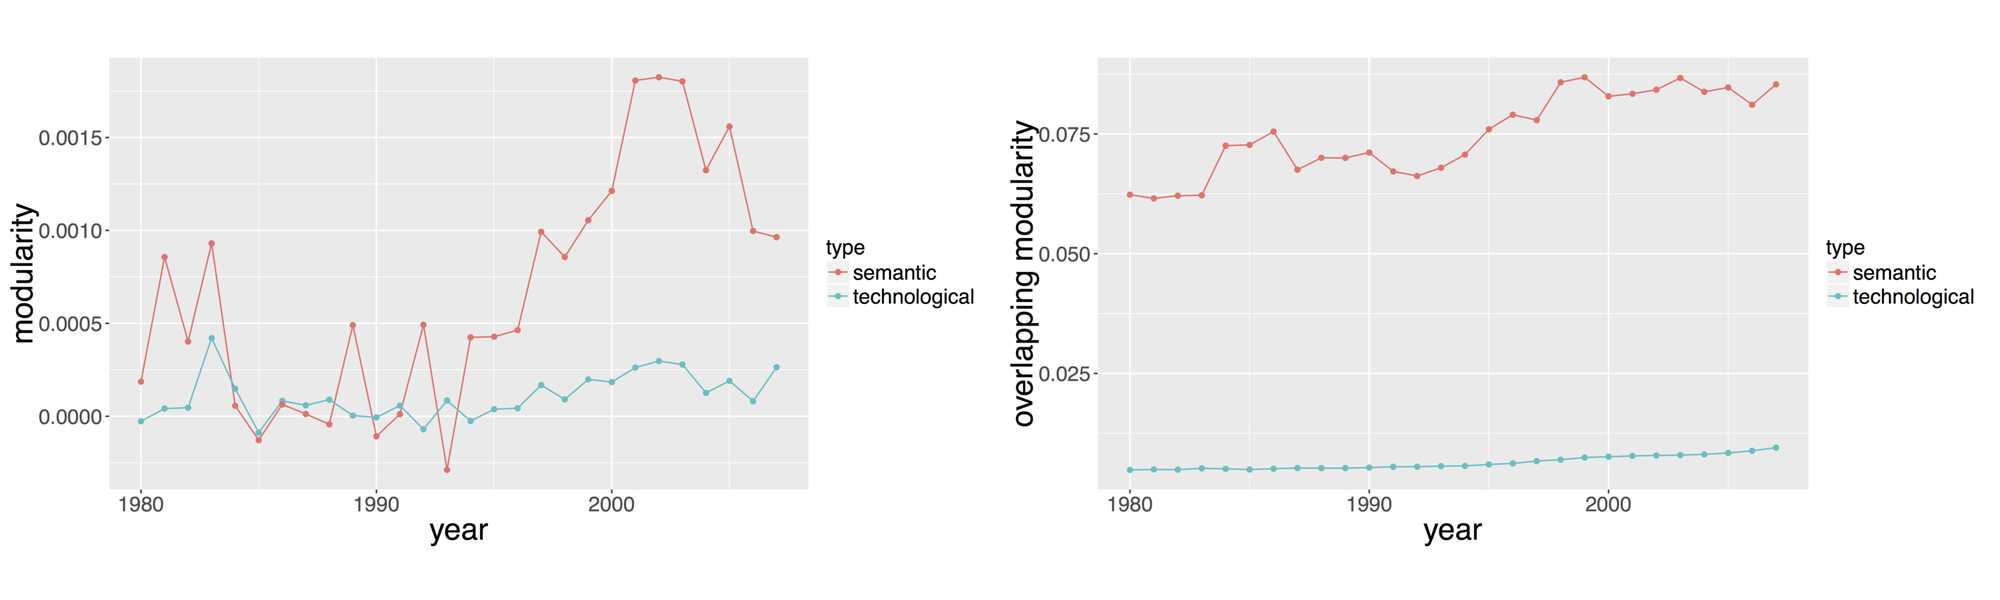 modularity
0.0015
0.0010
0.0005
0.0000
1980 1990 2000
year
type
semantic
technological
overlapping modularity
0.075
0.050
0.025
1980 1990 2000
year
type
semantic
technological